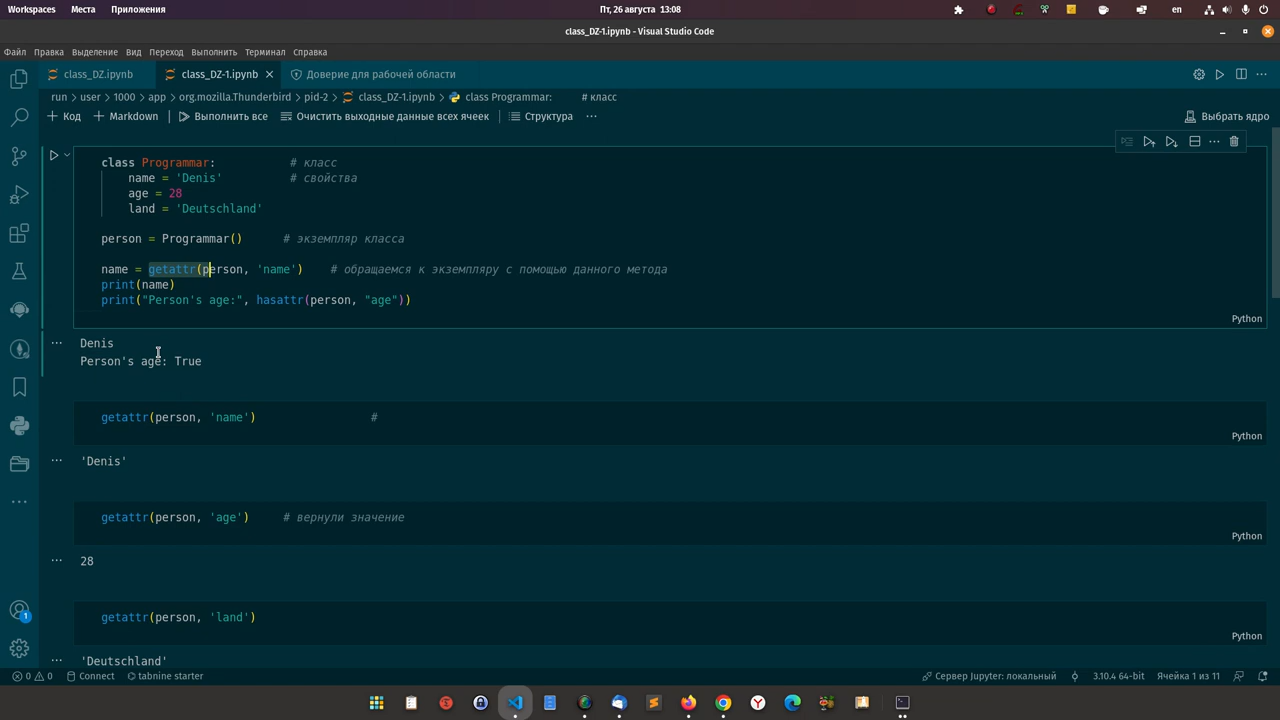 Workspaces Места Приложения Пт, 26 августа 13:08 en
class_DZ-1.ipynb - Visual Studio Code
Файл Правка Выделение Вид Переход Выполнить Терминал Справка
class_DZ.ipynb class_DZ-1.ipynb Доверие для рабочей области
run > user > 1000 > app > org.mozilla.Thunderbird > pid-2 > class_DZ-1.ipynb > class Programmar: # класс
+ Код + Markdown Выполнить все Очистить выходные данные всех ячеек Структура ... Выбрать ядро
class Programmar: # класс
name = 'Denis' # свойства
age = 28
land = 'Deutschland'
person = Programmar() # экземпляр класса
name = getattr(person, 'name') # обращаемся к экземпляру с помощью данного метода
print(name)
print("Person's age:", hasattr(person, "age"))
Python
Denis
Person's age: True
getattr(person, 'name') #
Python
'Denis'
getattr(person, 'age') # вернули значение
Python
28
getattr(person, 'land')
Python
'Deutschland'
0 0 Connect tabnine starter Сервер Jupyter: локальный 3.10.4 64-bit Ячейка 1 из 11
1